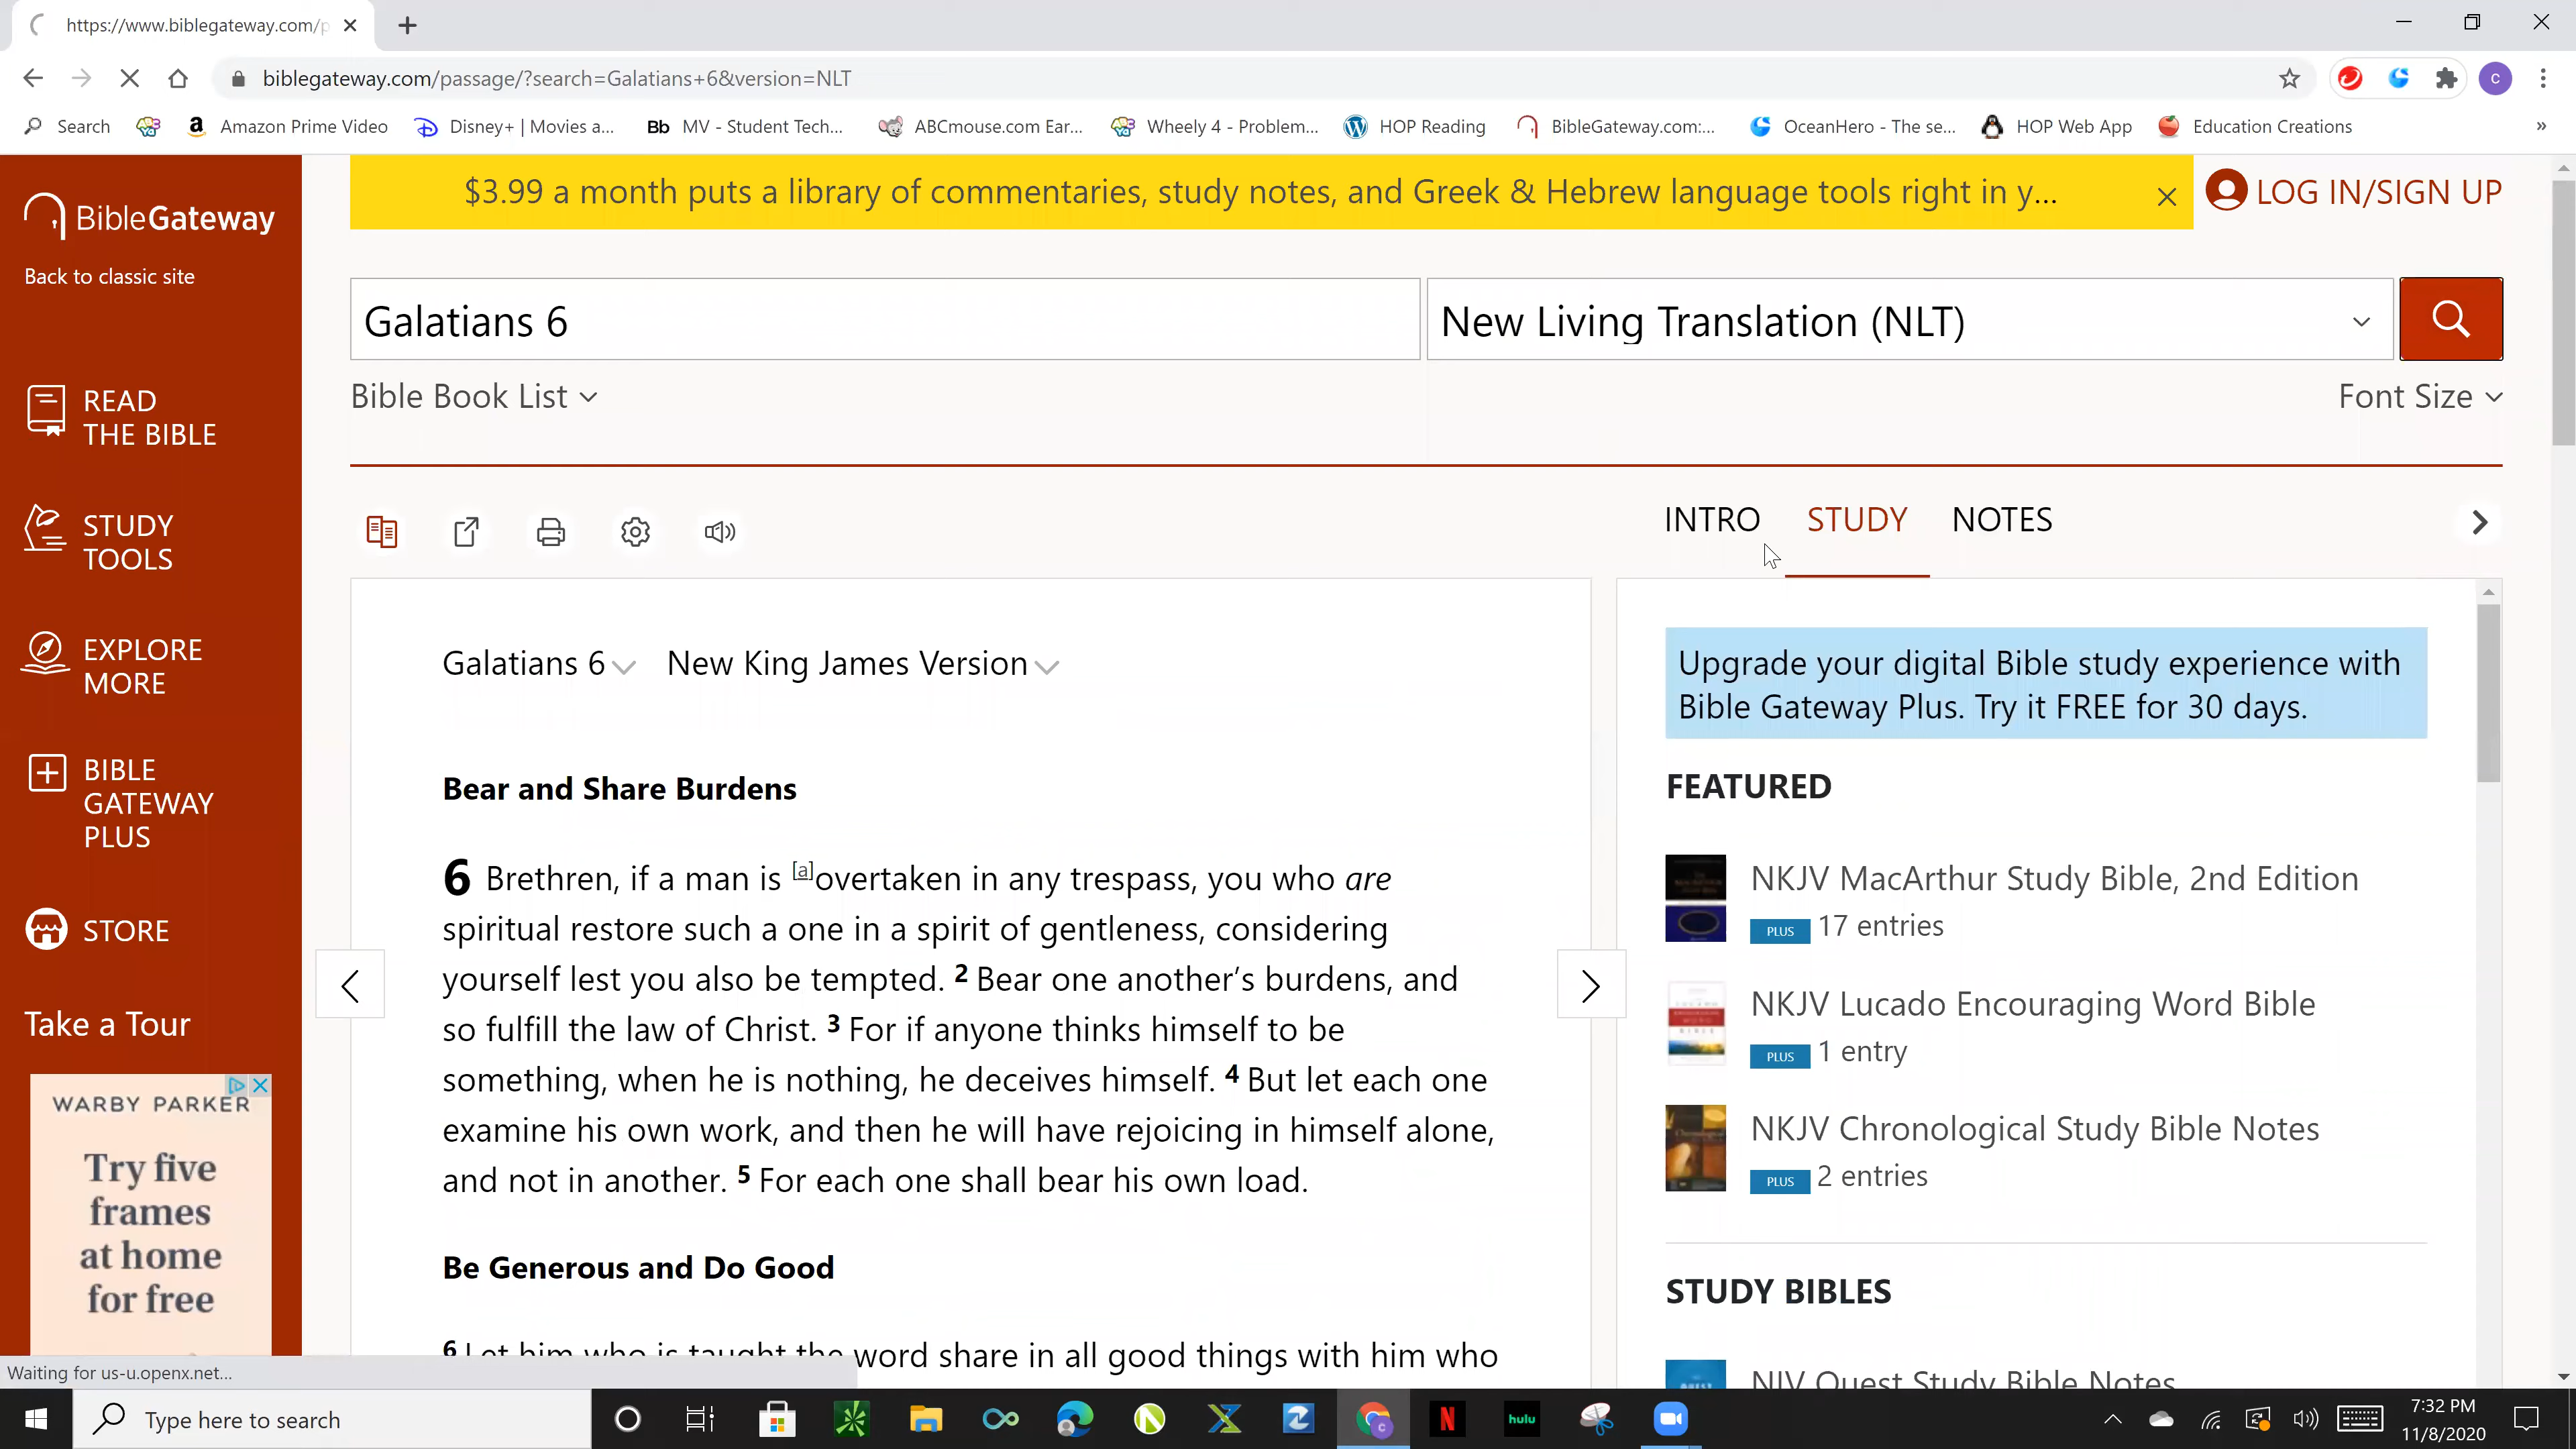 https://www.biblegateway.com/p
biblegateway.com/passage/?search=Galatians+6&version=NLT
c
Search
Amazon Prime Video
Disney+ | Movies a...
Bb MV - Student Tech...
ABCmouse.com Ear...
Wheely 4 - Problem...
HOP Reading
BibleGateway.com:...
OceanHero - The se...
HOP Web App
Education Creations
»
BibleGateway
Back to classic site
READ
THE BIBLE
STUDY
TOOLS
EXPLORE
MORE
BIBLE
GATEWAY
PLUS
STORE
Take a Tour
WARBY PARKER
Try five
frames
at home
for free
$3.99 a month puts a library of commentaries, study notes, and Greek & Hebrew language tools right in y...
LOG IN/SIGN UP
Galatians 6
New Living Translation (NLT)
Bible Book List
Font Size
INTRO STUDY NOTES
Galatians 6 New King James Version
Bear and Share Burdens
6 Brethren, if a man is [a]overtaken in any trespass, you who are
spiritual restore such a one in a spirit of gentleness, considering
yourself lest you also be tempted. 2 Bear one another's burdens, and
so fulfill the law of Christ. 3 For if anyone thinks himself to be
something, when he is nothing, he deceives himself. 4 But let each one
examine his own work, and then he will have rejoicing in himself alone,
and not in another. 5 For each one shall bear his own load.
Be Generous and Do Good
6 Let him who is taught the word share in all good things with him who
Upgrade your digital Bible study experience with
Bible Gateway Plus. Try it FREE for 30 days.
FEATURED
NKJV MacArthur Study Bible, 2nd Edition
PLUS 17 entries
NKJV Lucado Encouraging Word Bible
PLUS 1 entry
NKJV Chronological Study Bible Notes
PLUS 2 entries
STUDY BIBLES
NIV Quest Study Bible Notes
Waiting for us-u.openx.net...
Type here to search
N
hulu
7:32 PM
11/8/2020